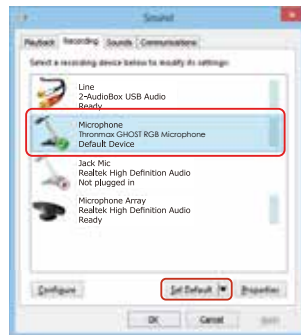 Sound
Playback Recording Sounds Communications
Select a recording device below to modify its settings:
Line
2-AudioBox USB Audio
Ready
Microphone
Thronmax GHOST RGB Microphone
Default Device
Jack Mic
Realtek High Definition Audio
Not plugged in
Microphone Array
Realtek High Definition Audio
Ready
Configure Set Default Properties
OK Cancel Apply